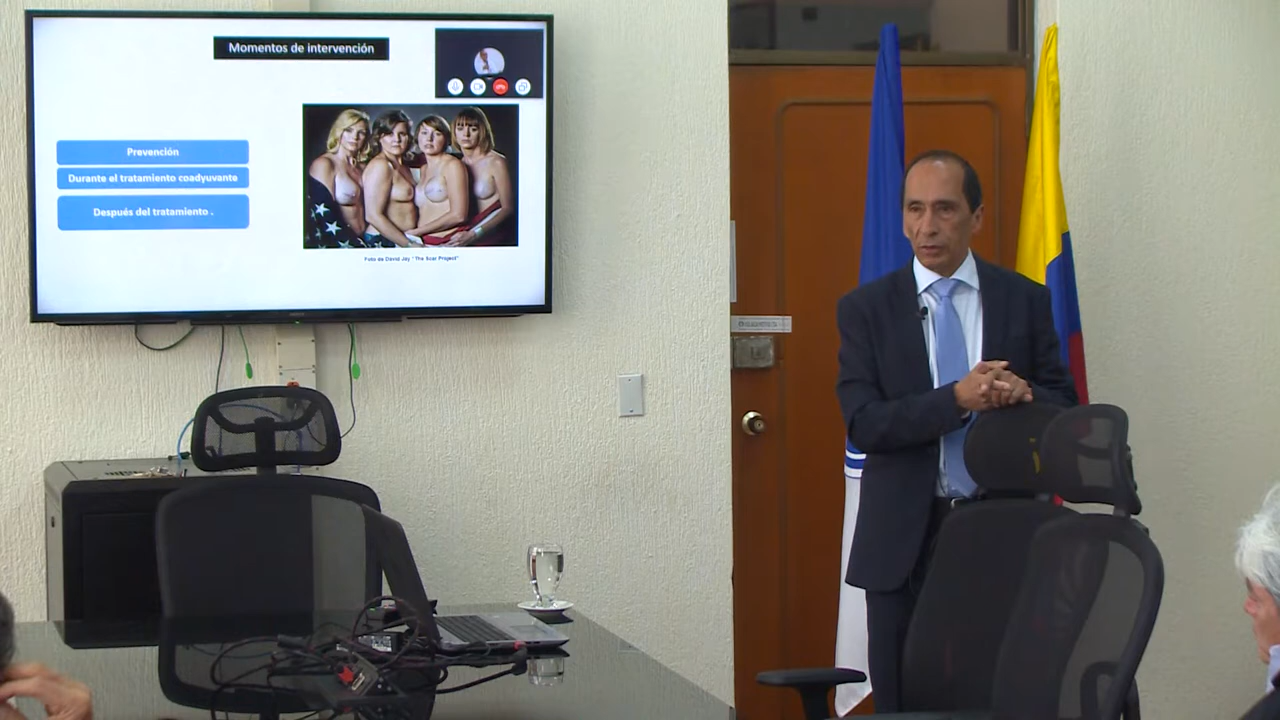 Momentos de intervención
Prevención
Durante el tratamiento coadyuvante
Después del tratamiento .
Foto de David Jay "The Scar Project"